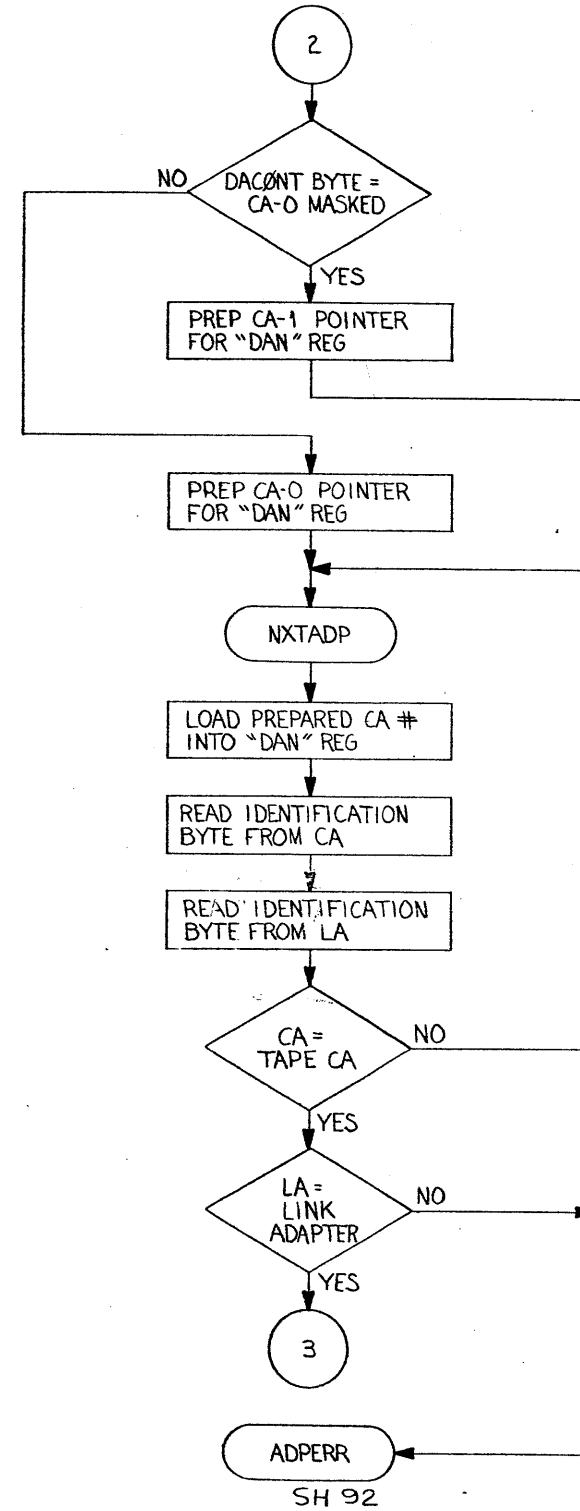 2
NO
DACØNT BYTE =
CA-0 MASKED
YES
PREP CA-1 POINTER
FOR "DAN" REG
PREP CA-0 POINTER
FOR "DAN" REG
NXTADP
LOAD PREPARED CA #
INTO "DAN" REG
READ IDENTIFICATION
BYTE FROM CA
READ IDENTIFICATION
BYTE FROM LA
CA =
TAPE CA
NO
YES
LA =
LINK
ADAPTER
NO
YES
3
ADPERR
SH 92